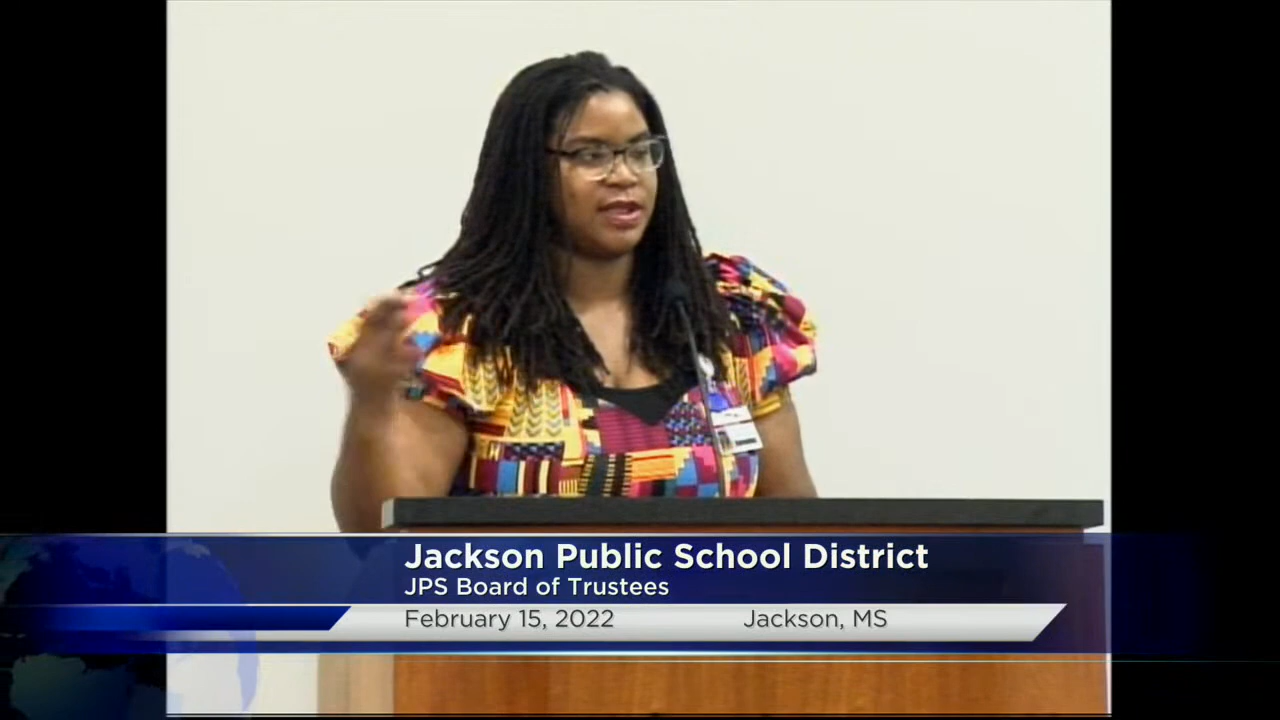 Jackson Public School District
JPS Board of Trustees
February 15, 2022 Jackson, MS